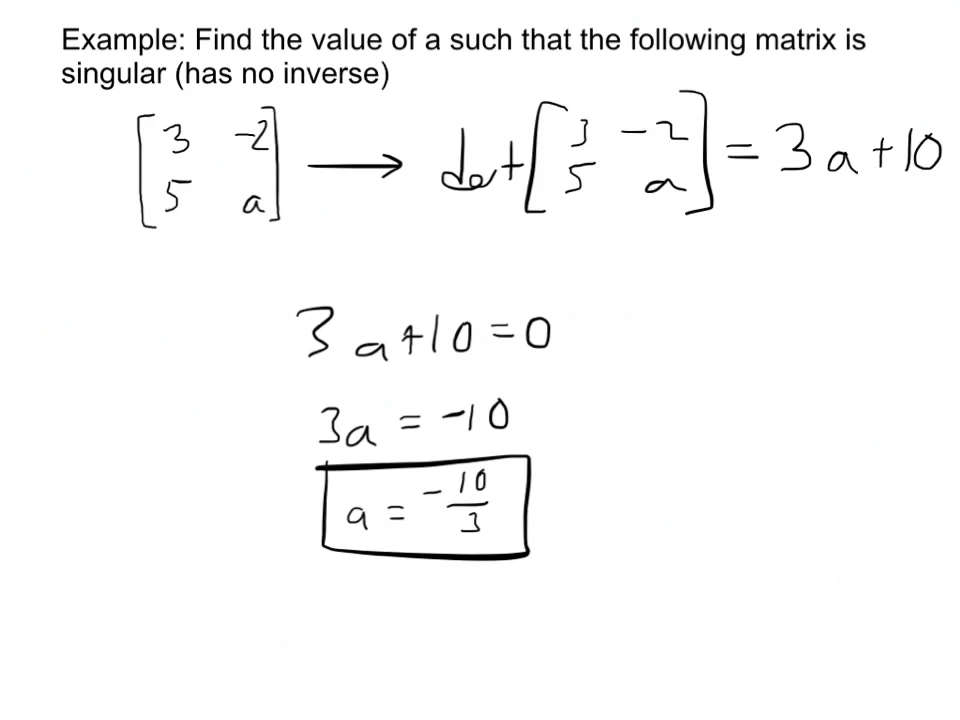 Example: Find the value of a such that the following matrix is
singular (has no inverse)
[3 -2] → det[3 -2] = 3a+10
[5 a] [5 a]
3a+10=0
3a = -10
a = -10/3